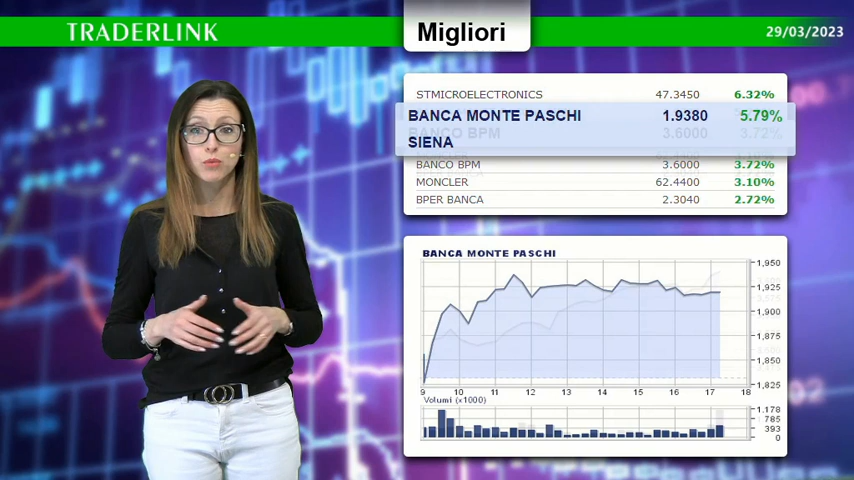 TRADERLINK
Migliori
29/03/2023
STMICROELECTRONICS 47.3450 6.32%
BANCA MONTE PASCHI 1.9380 5.79%
SIENA
BANCO BPM 3.6000 3.72%
BANCO BPM 3.6000 3.72%
MONCLER 62.4400 3.10%
BPER BANCA 2.3040 2.72%
BANCA MONTE PASCHI
1,950
1,925
1,900
1,875
1,850
1,825
9 10 11 12 13 14 15 16 17 18
Volumi (x1000)
1.178
785
393
0